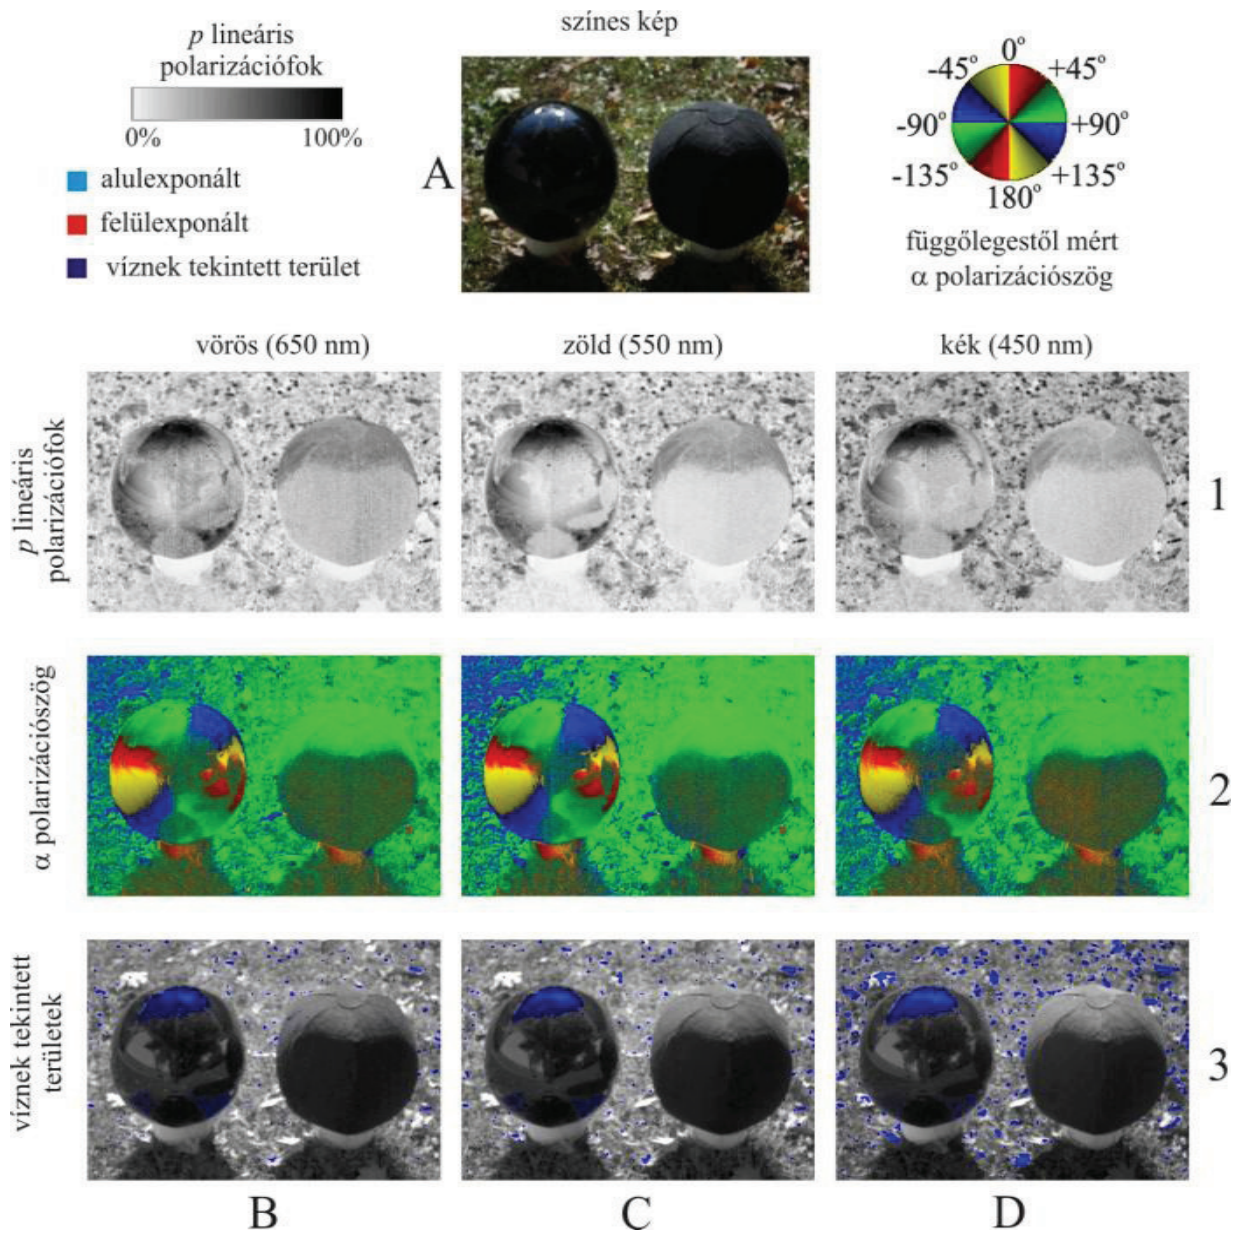 p lineáris
polarizációfok
0%
100%
alulexponált
felülexponált
víznek tekintett terület
színes kép
A
0°
-45°
+45°
-90°
+90°
-135°
+135°
180°
függőlegestől mért
α polarizációszög
vörös (650 nm)
zöld (550 nm)
kék (450 nm)
p lineáris
polarizációfok
1
α polarizációszög
2
víznek tekintett
területek
3
B
C
D